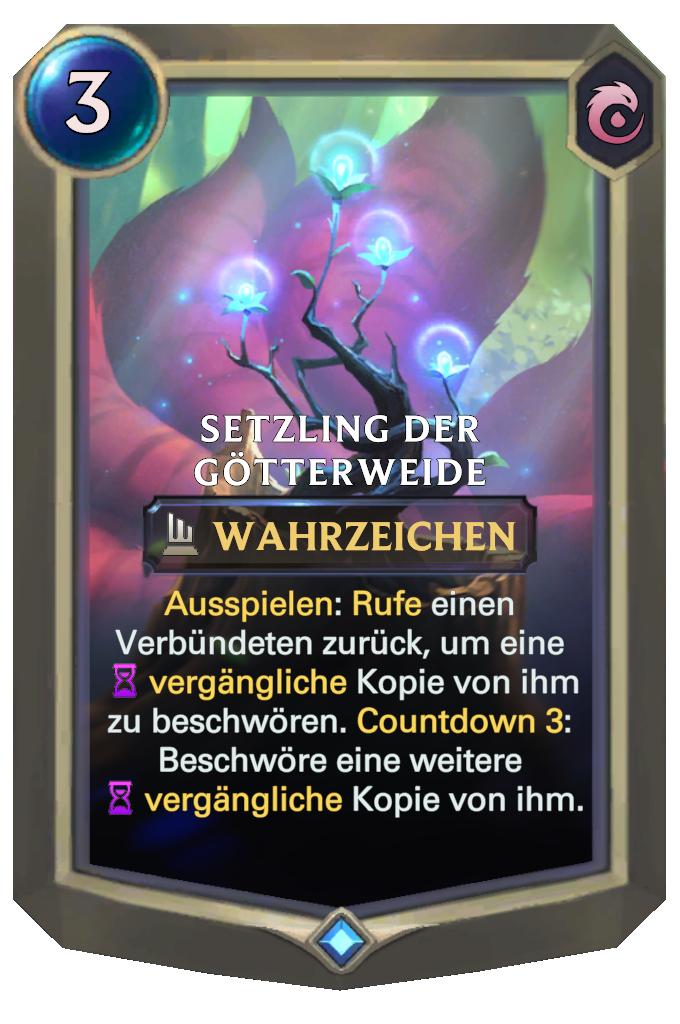 3
SETZLING DER
GÖTTERWEIDE
WAHRZEICHEN
Ausspielen: Rufe einen
Verbündeten zurück, um eine
vergängliche Kopie von ihm
zu beschwören. Countdown 3:
Beschwöre eine weitere
vergängliche Kopie von ihm.